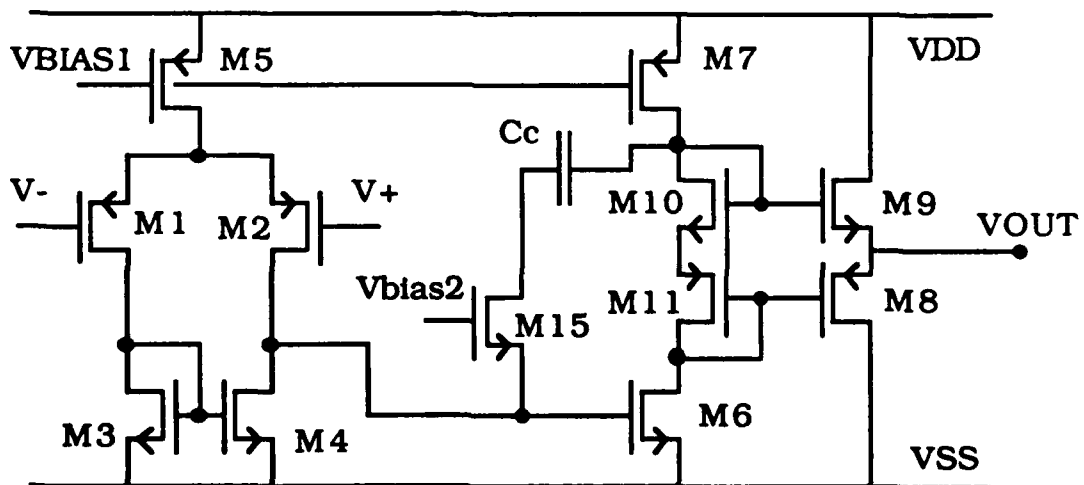 VBIAS1
M5
M7
VDD
Cc
V-
M1
M2
V+
M10
M9
VOUT
Vbias2
M15
M11
M8
M3
M4
M6
VSS